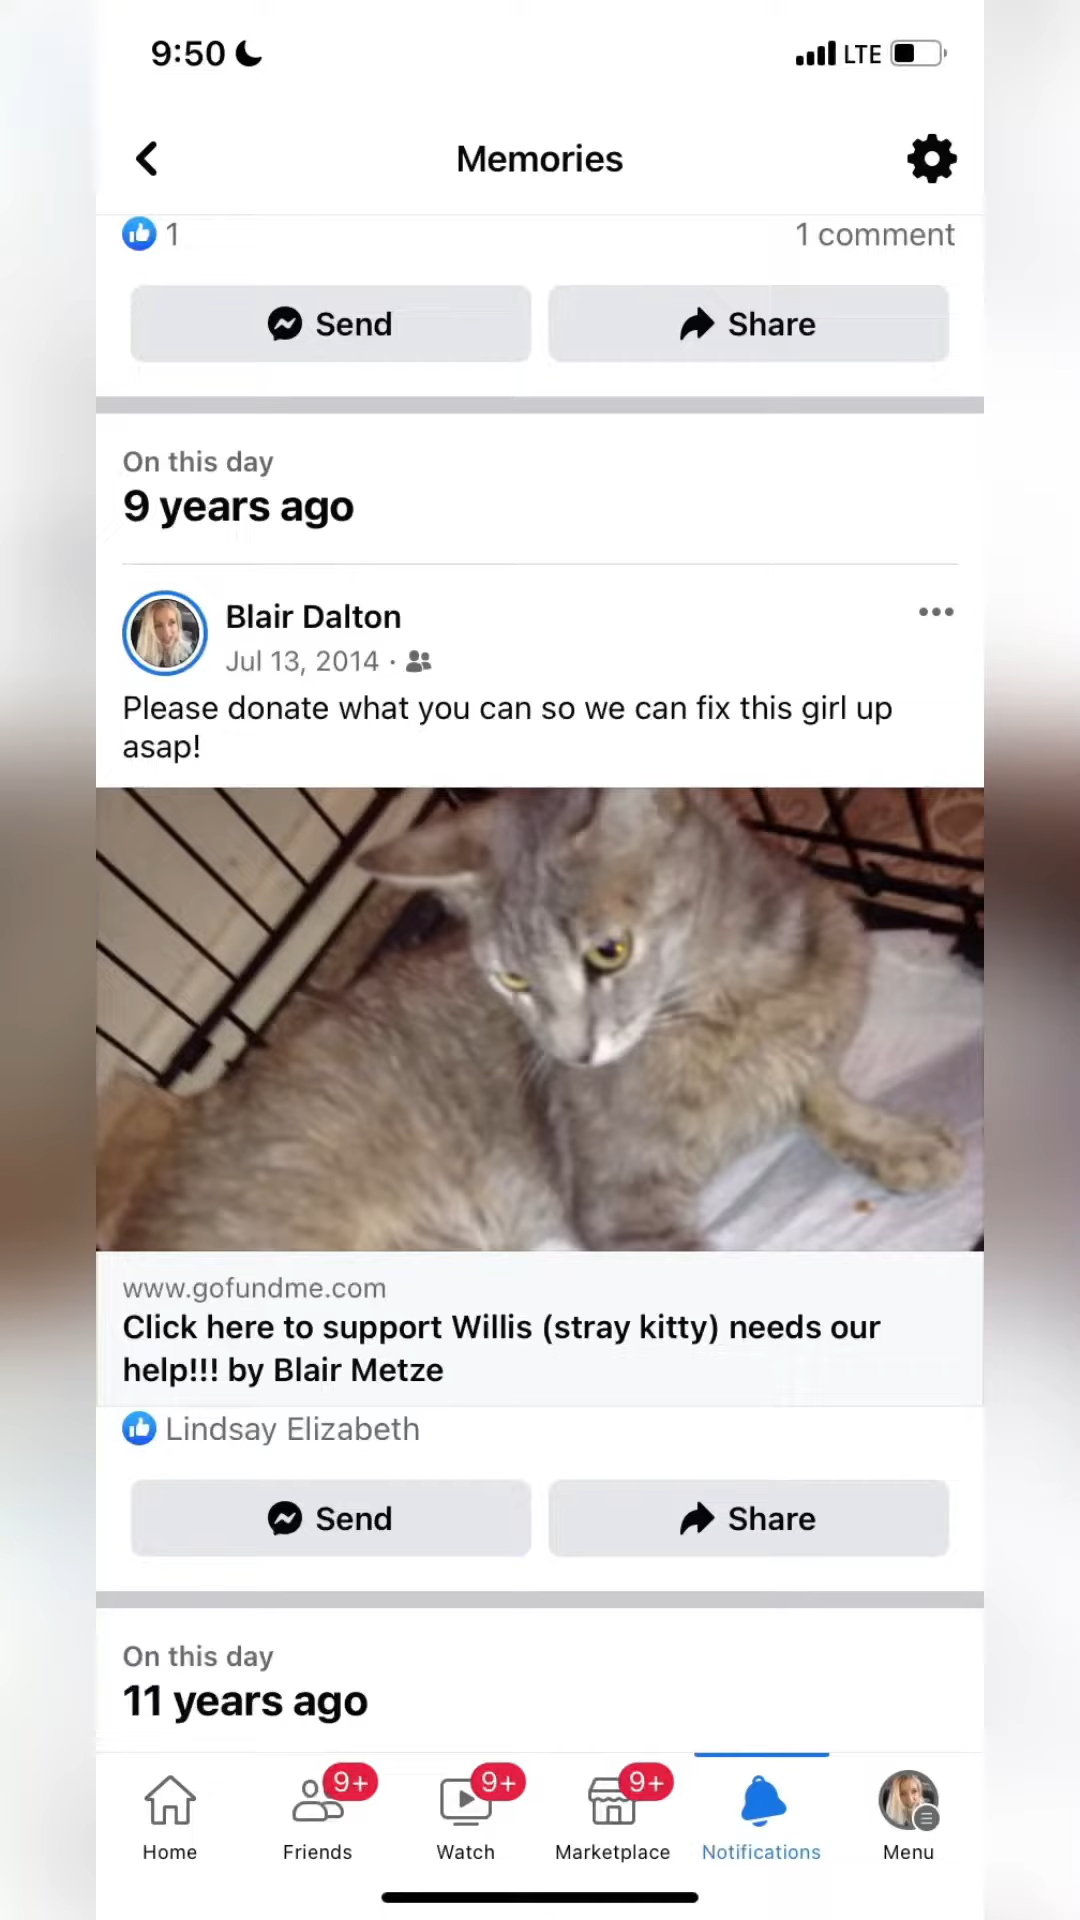 9:50
LTE
Memories
1
1 comment
Send
Share
On this day
9 years ago
Blair Dalton
Jul 13, 2014 ·
Please donate what you can so we can fix this girl up
asap!
www.gofundme.com
Click here to support Willis (stray kitty) needs our
help!!! by Blair Metze
Lindsay Elizabeth
Send
Share
On this day
11 years ago
9+
9+
9+
Home
Friends
Watch
Marketplace
Notifications
Menu